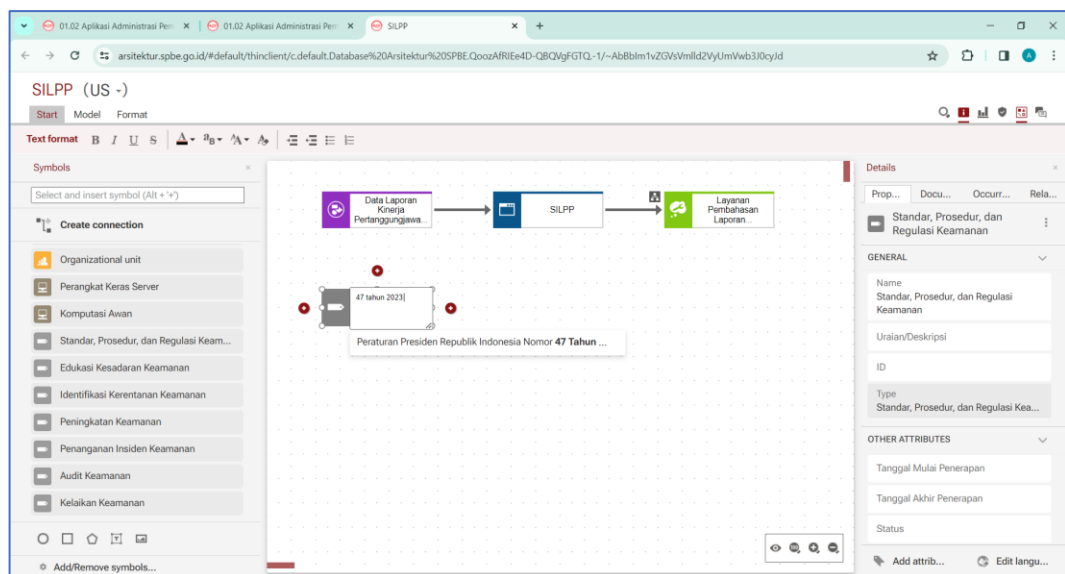 01.02 Aplikasi Administrasi Pem
01.02 Aplikasi Administrasi Pem
SILPP
arsitektur.spbe.go.id/#default/thinclient/c.default.Database%20Arsitektur%20SPBE.QoozAfRIEe4D-QBQVgFGTQ.-1/~AbBbIm1vZGVsVmlld2VyUmVwb3J0cyJd
A
SILPP (US -)
Start Model Format
Text format B I U S
Symbols
Select and insert symbol (Alt + '+')
Create connection
Organizational unit
Perangkat Keras Server
Komputasi Awan
Standar, Prosedur, dan Regulasi Keam...
Edukasi Kesadaran Keamanan
Identifikasi Kerentanan Keamanan
Peningkatan Keamanan
Penanganan Insiden Keamanan
Audit Keamanan
Kelaikan Keamanan
Add/Remove symbols...
Data Laporan
Kinerja
Pertanggungjawa...
SILPP
Layanan
Pembahasan
Laporan...
47 tahun 2023
Peraturan Presiden Republik Indonesia Nomor 47 Tahun ...
Details
Prop... Docu... Occurr... Rela...
Standar, Prosedur, dan
Regulasi Keamanan
GENERAL
Name
Standar, Prosedur, dan Regulasi
Keamanan
Uraian/Deskripsi
ID
Type
Standar, Prosedur, dan Regulasi Kea...
OTHER ATTRIBUTES
Tanggal Mulai Penerapan
Tanggal Akhir Penerapan
Status
Add attrib... Edit langu...